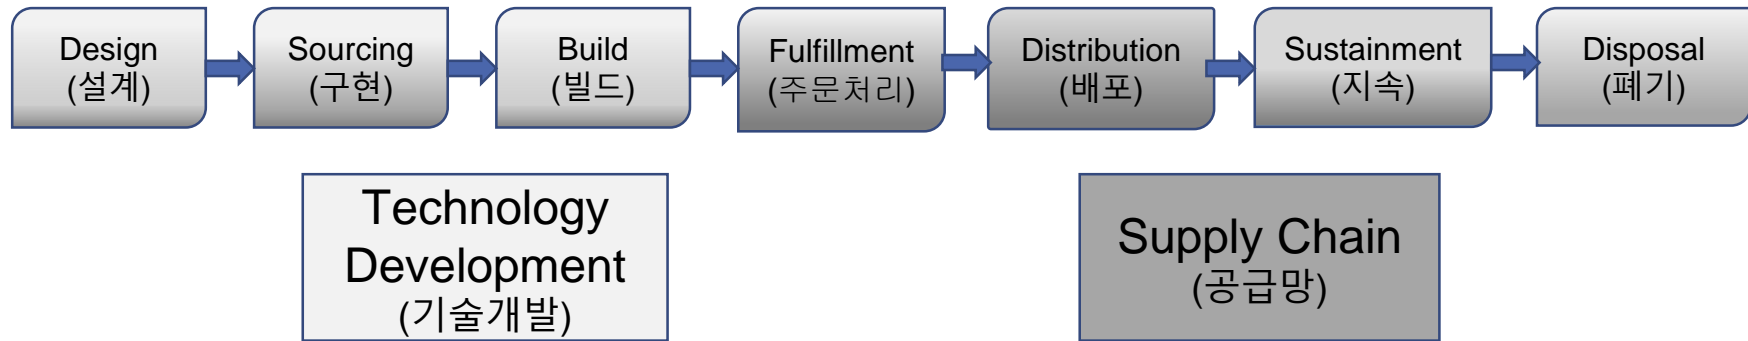 Design
(설계)
Sourcing
(구현)
Build
(빌드)
Fulfillment
(주문처리)
Distribution
(배포)
Sustainment
(지속)
Disposal
(폐기)
Technology
Development
(기술개발)
Supply Chain
(공급망)